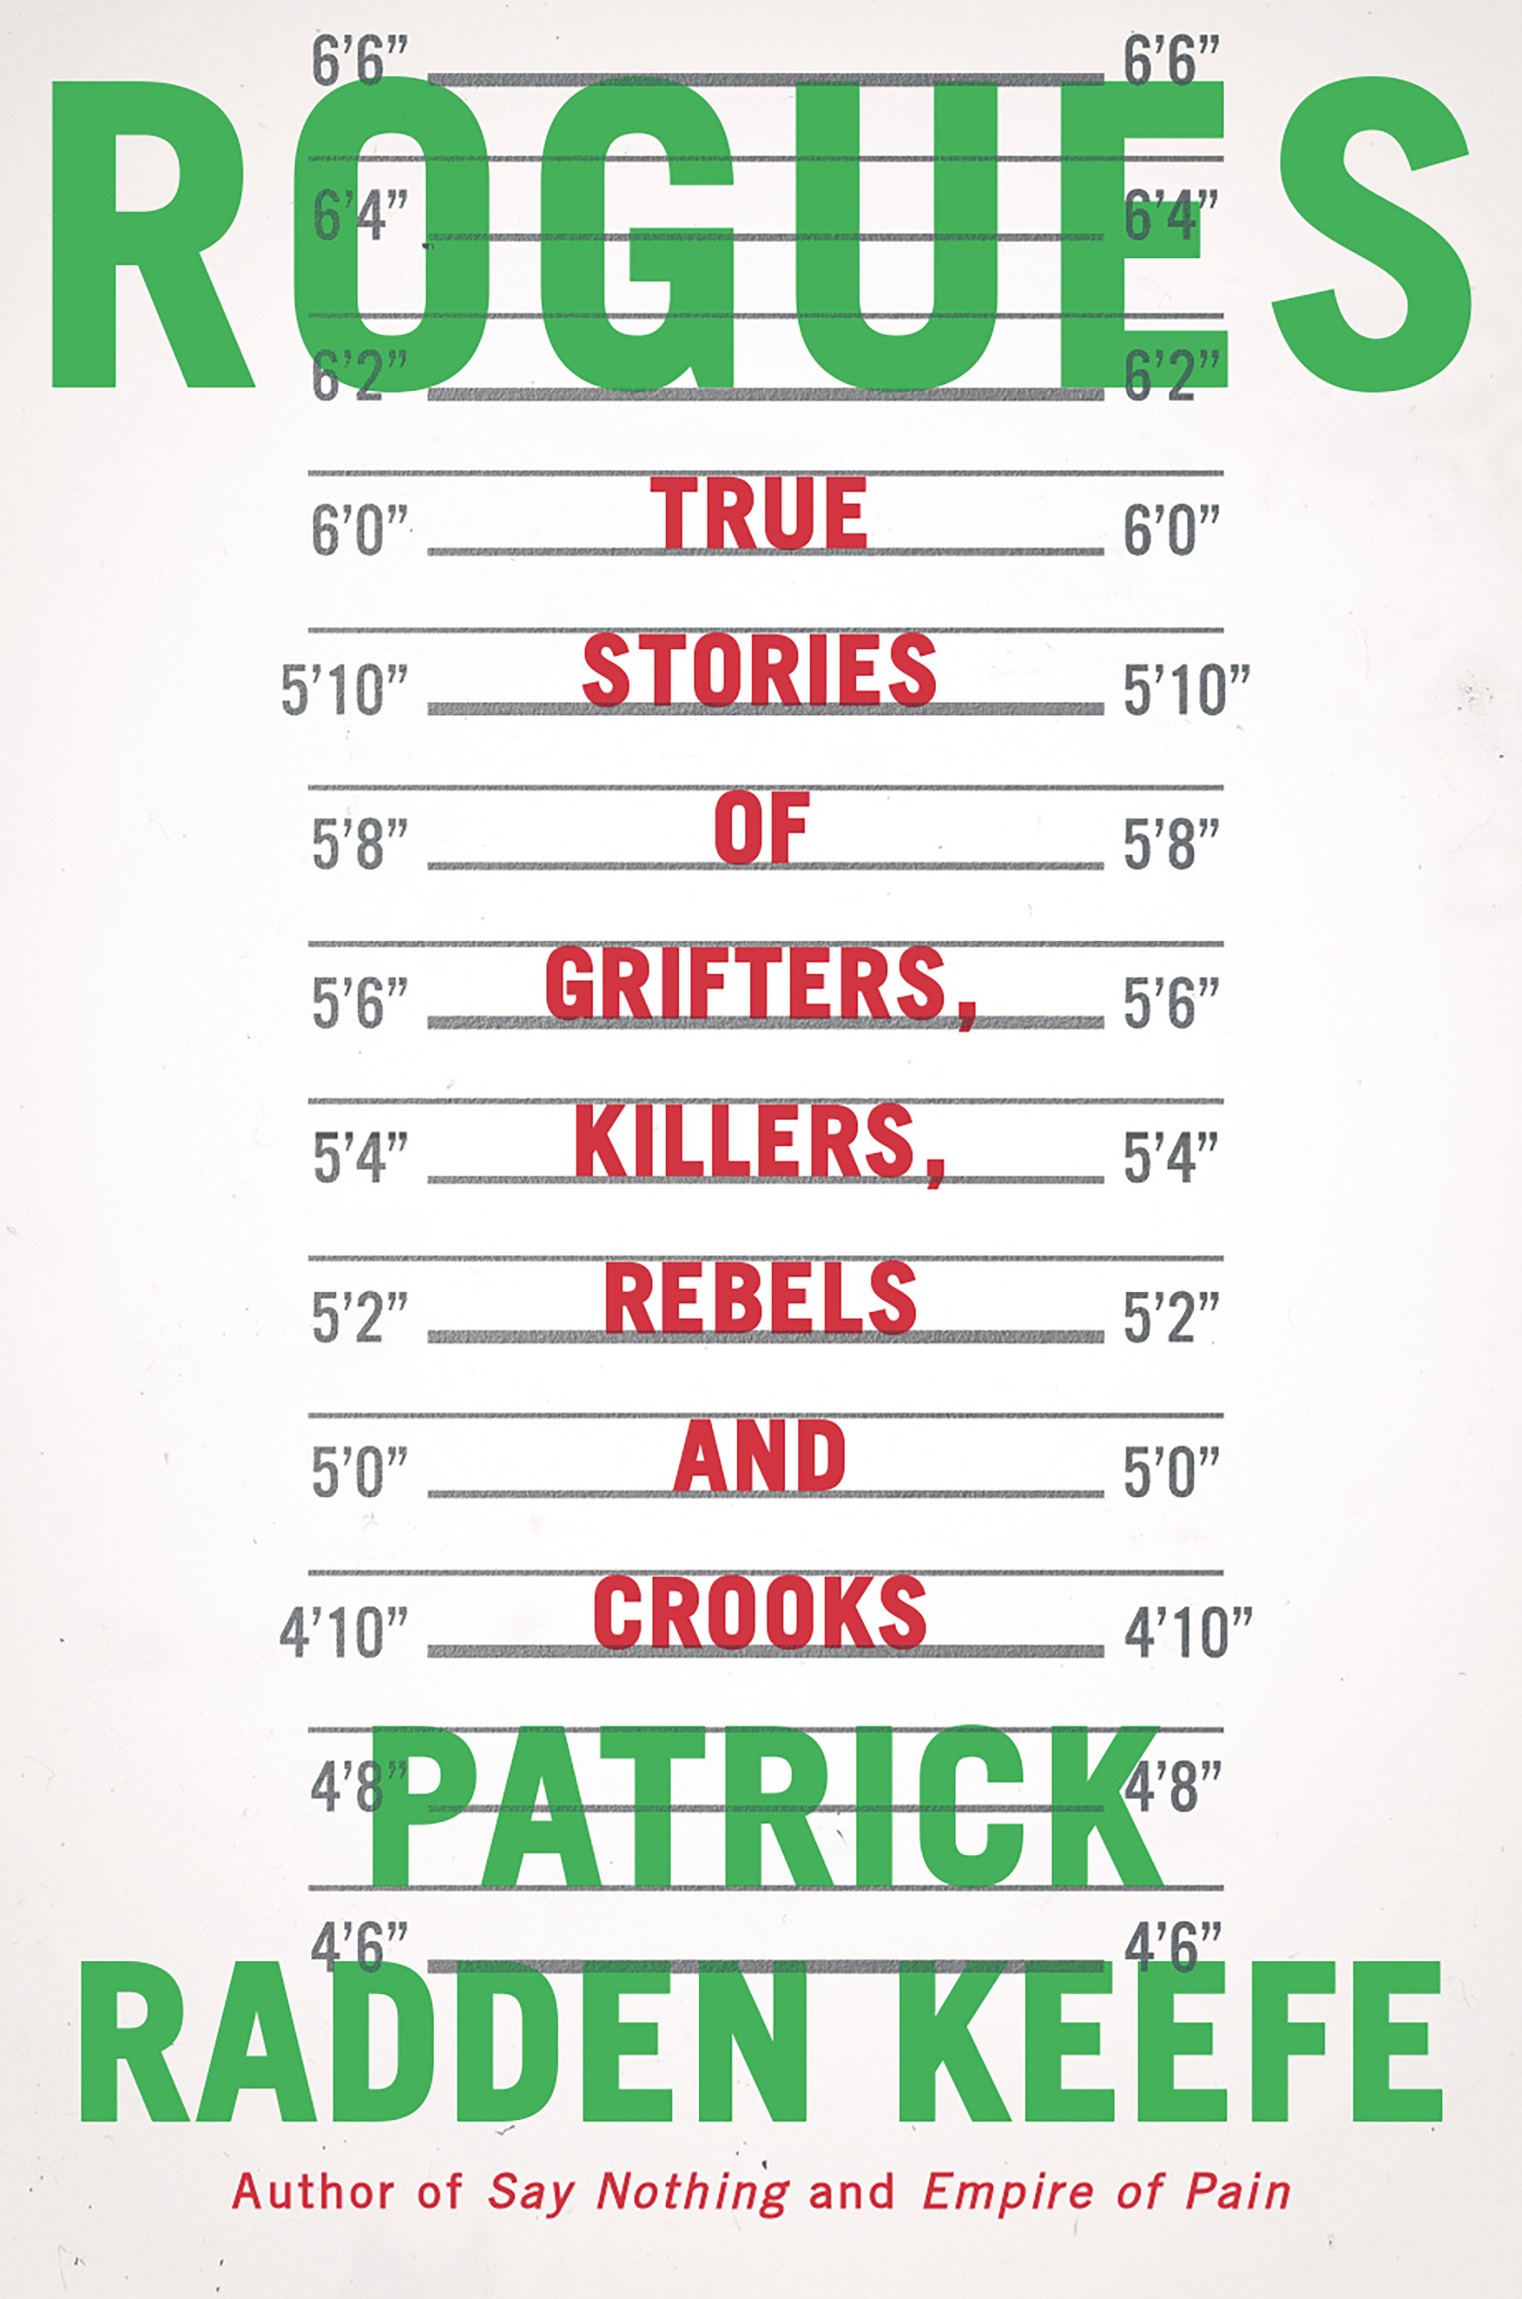 6’6” 6’6”
ROGUES
6’4” 6’4”
6’2” 6’2”
TRUE
6’0” 6’0”
STORIES
5’10” 5’10”
OF
5’8” 5’8”
GRIFTERS,
5’6” 5’6”
KILLERS,
5’4” 5’4”
REBELS
5’2” 5’2”
AND
5’0” 5’0”
CROOKS
4’10” 4’10”
PATRICK
4’8” 4’8”
4’6” 4’6”
RADDEN KEEFE
Author of Say Nothing and Empire of Pain